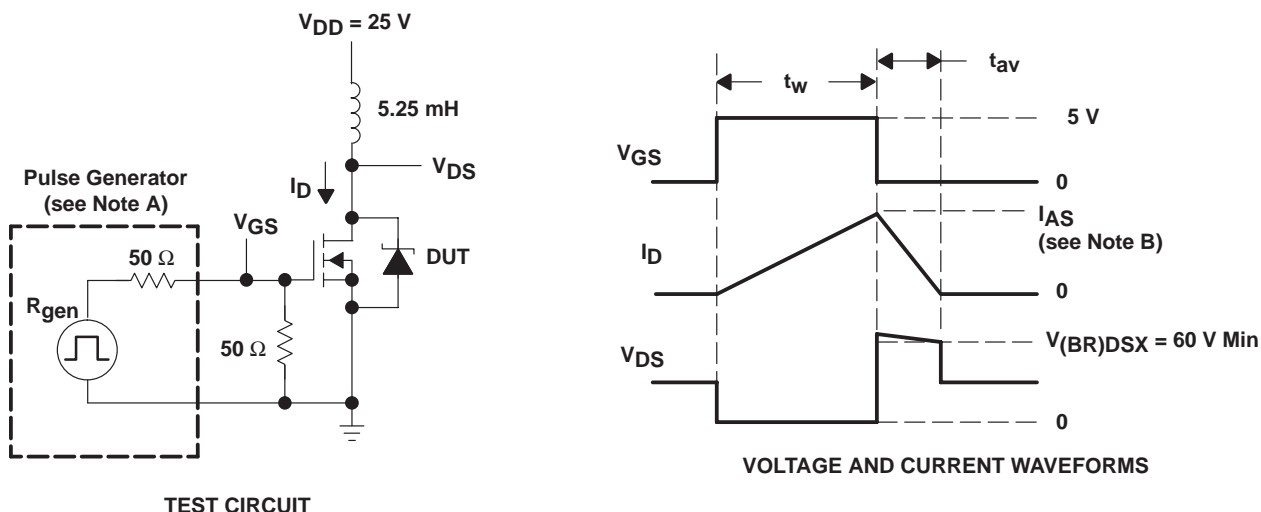 VDD = 25 V
5.25 mH
VDS
ID
Pulse Generator
(see Note A)
VGS
50 Ω
Rgen
50 Ω
DUT
TEST CIRCUIT
tw
tav
VGS
5 V
0
ID
IAS
(see Note B)
0
VDS
V(BR)DSX = 60 V Min
0
VOLTAGE AND CURRENT WAVEFORMS